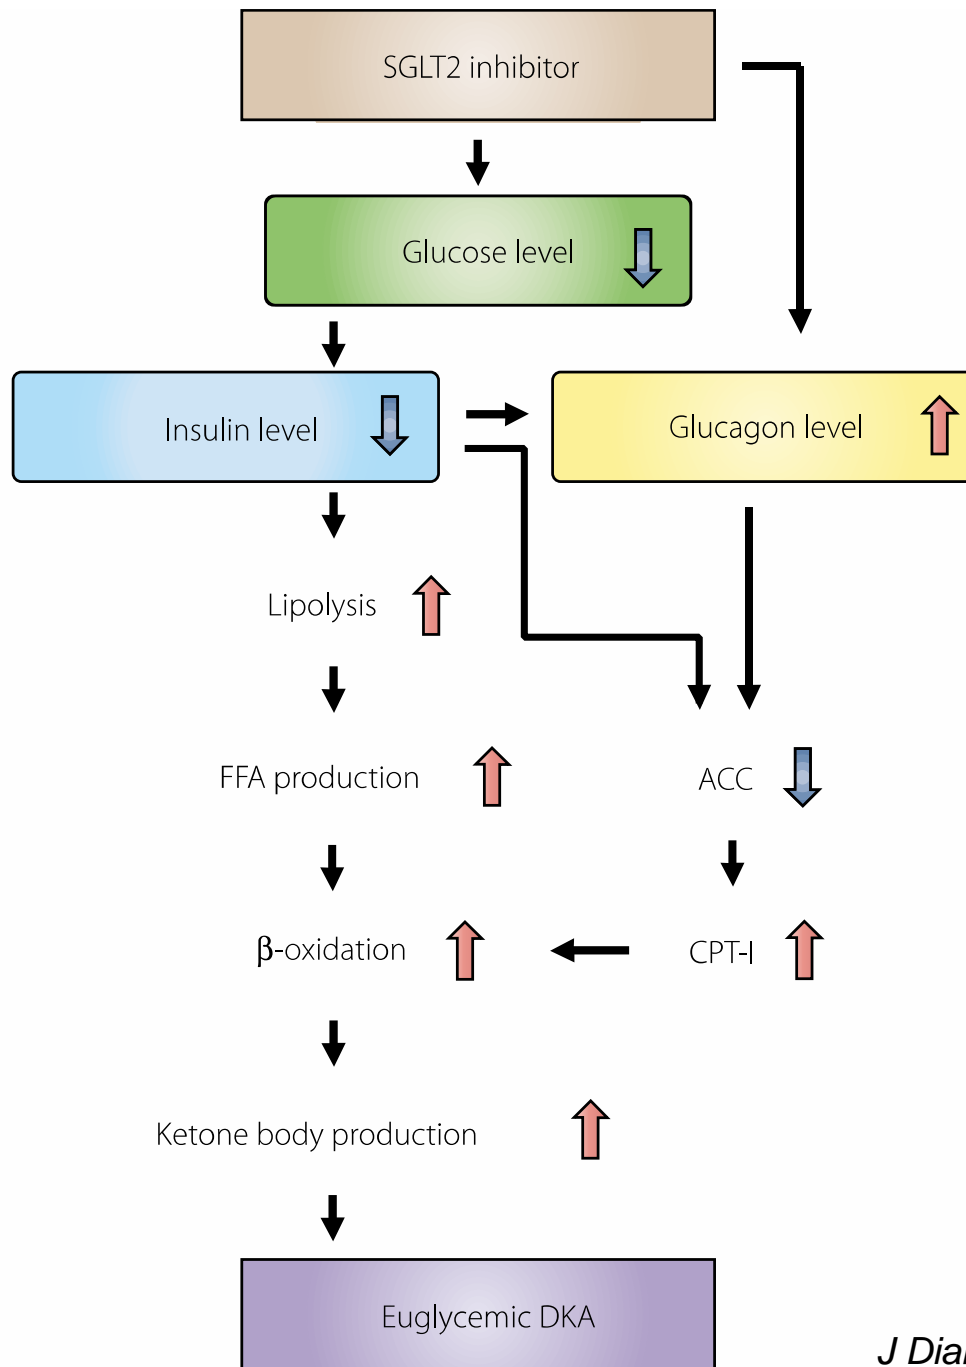 SGLT2 inhibitor
Glucose level
Insulin level
Glucagon level
Lipolysis
FFA production
ACC
β-oxidation
CPT-I
Ketone body production
Euglycemic DKA
J Dia